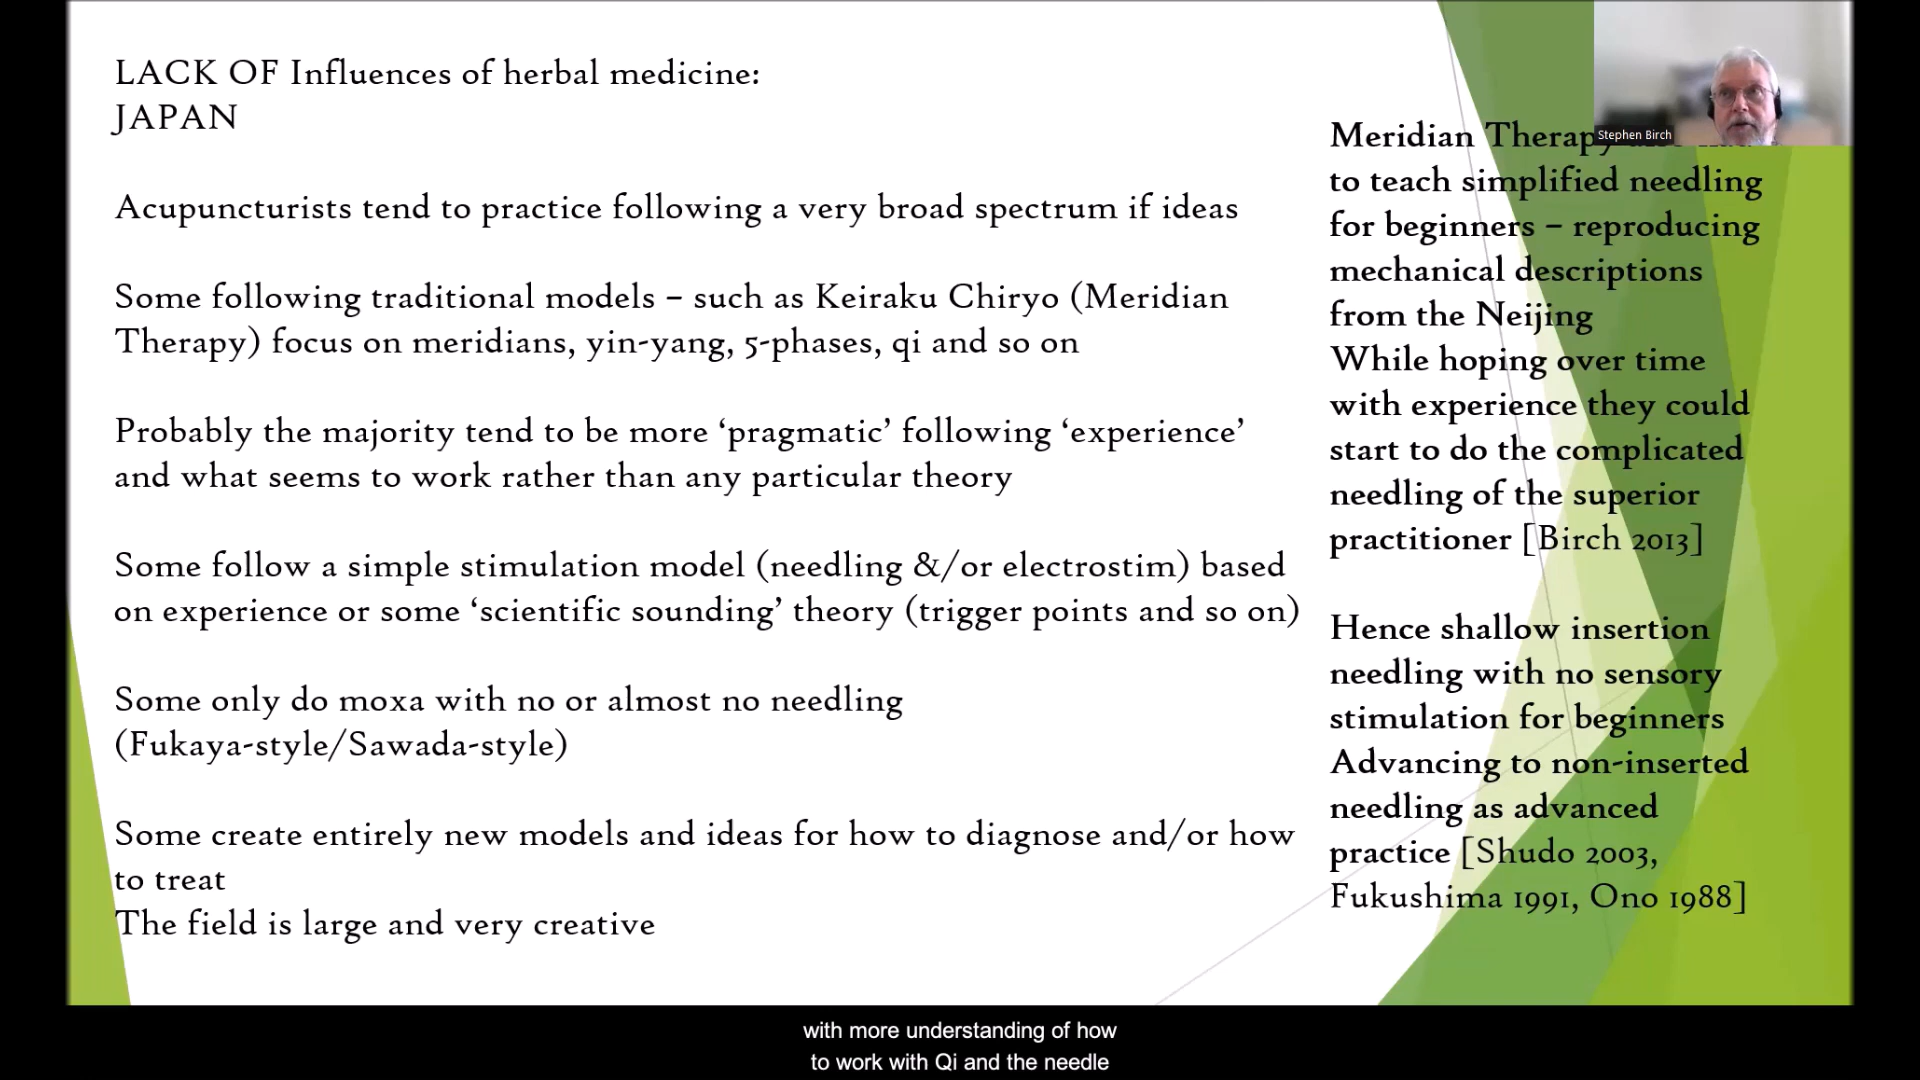 LACK OF Influences of herbal medicine:
JAPAN
Acupuncturists tend to practice following a very broad spectrum if ideas
Some following traditional models – such as Keiraku Chiryo (Meridian
Therapy) focus on meridians, yin-yang, 5-phases, qi and so on
Probably the majority tend to be more ‘pragmatic’ following ‘experience’
and what seems to work rather than any particular theory
Some follow a simple stimulation model (needling &/or electrostim) based
on experience or some ‘scientific sounding’ theory (trigger points and so on)
Some only do moxa with no or almost no needling
(Fukaya-style/Sawada-style)
Some create entirely new models and ideas for how to diagnose and/or how
to treat
The field is large and very creative
Stephen Birch
Meridian Therapy
to teach simplified needling
for beginners – reproducing
mechanical descriptions
from the Neijing
While hoping over time
with experience they could
start to do the complicated
needling of the superior
practitioner [Birch 2013]
Hence shallow insertion
needling with no sensory
stimulation for beginners
Advancing to non-inserted
needling as advanced
practice [Shudo 2003,
Fukushima 1991, Ono 1988]
with more understanding of how
to work with Qi and the needle